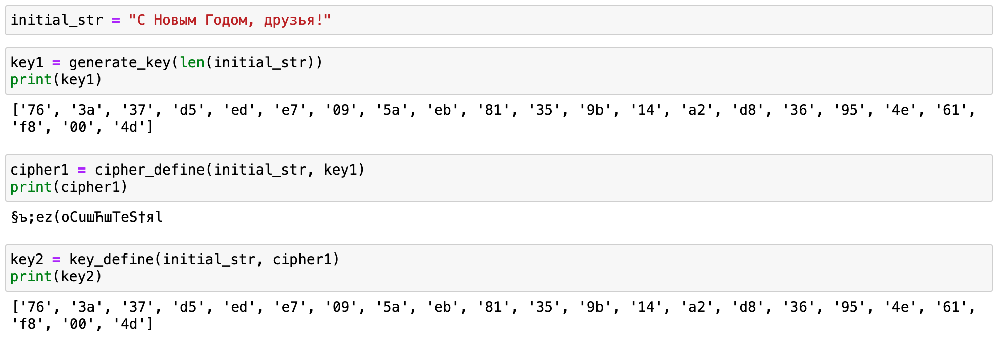 initial_str = "С Новым Годом, друзья!"
key1 = generate_key(len(initial_str))
print(key1)
['76', '3a', '37', 'd5', 'ed', 'e7', '09', '5a', 'eb', '81', '35', '9b', '14', 'a2', 'd8', '36', '95', '4e', '61',
'f8', '00', '4d']
cipher1 = cipher_define(initial_str, key1)
print(cipher1)
§ъ;ez(oCuшЋшTeS†яl
key2 = key_define(initial_str, cipher1)
print(key2)
['76', '3a', '37', 'd5', 'ed', 'e7', '09', '5a', 'eb', '81', '35', '9b', '14', 'a2', 'd8', '36', '95', '4e', '61',
'f8', '00', '4d']